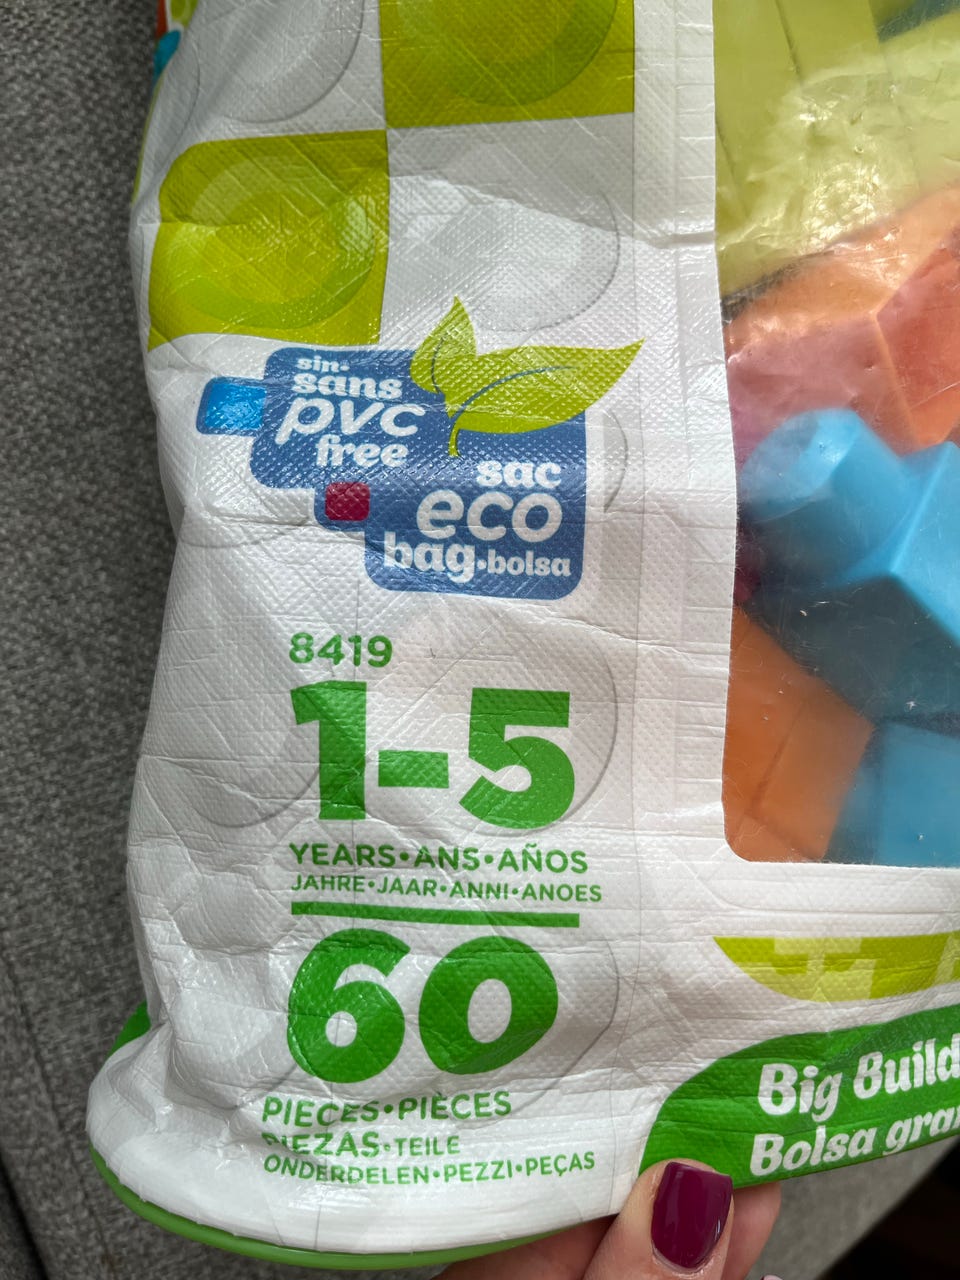 sin•
sans
pvc
free
sac
eco
bag•bolsa
8419
1-5
YEARS•ANS•AÑOS
JAHRE•JAAR•ANNI•ANOES
60
PIECES•PIÈCES
PIEZAS•TEILE
ONDERDELEN•PEZZI•PEÇAS
Big Build
Bolsa gra